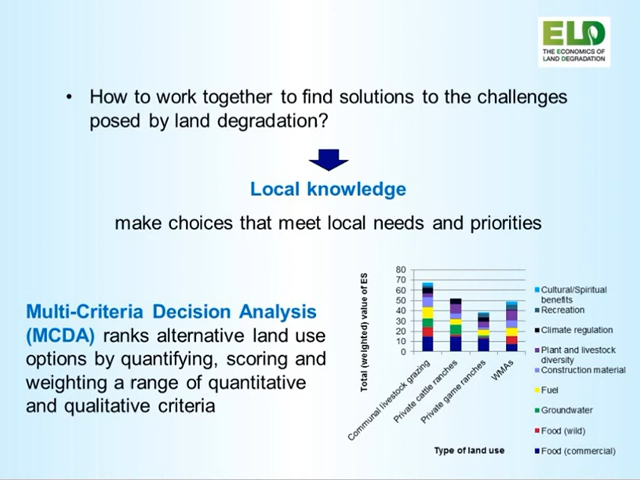 ELD
THE ECONOMICS OF
LAND DEGRADATION
• How to work together to find solutions to the challenges
posed by land degradation?
Local knowledge
make choices that meet local needs and priorities
Multi-Criteria Decision Analysis
(MCDA) ranks alternative land use
options by quantifying, scoring and
weighting a range of quantitative
and qualitative criteria
Total (weighted) value of ES
80
70
60
50
40
30
20
10
0
Communal livestock grazing
Private cattle ranches
Private game ranches
WMAs
Type of land use
Cultural/Spiritual
benefits
Recreation
Climate regulation
Plant and livestock
diversity
Construction material
Fuel
Groundwater
Food (wild)
Food (commercial)